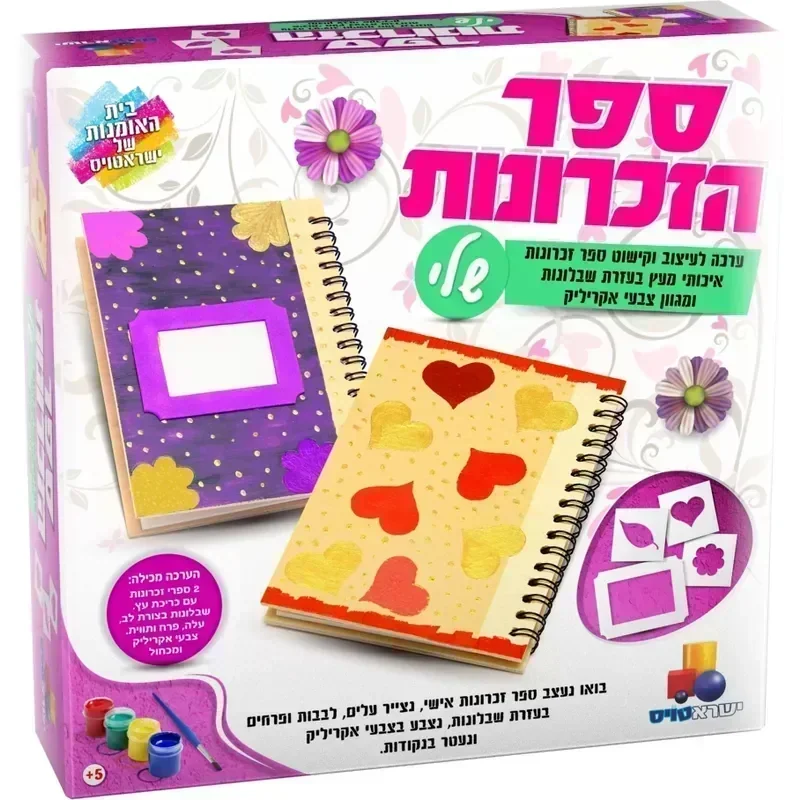 בית
האומנות
של
ישראטויס
ספר
הזכרונות
שלי
ערכה לעיצוב וקישוט ספר זכרונות
איכותי מעץ בעזרת שבלונות
ומגוון צבעי אקריליק
הערכה מכילה:
2 ספרי זכרונות
עם כריכת עץ,
שבלונות בצורת לב,
עלה, פרח ותווית.
צבעי אקריליק
ומכחול
בואו נעצב ספר זכרונות אישי, נצייר עלים, לבבות ופרחים
בעזרת שבלונות, נצבע בצבעי אקריליק
ונעטר בנקודות.
ישראטויס
+5